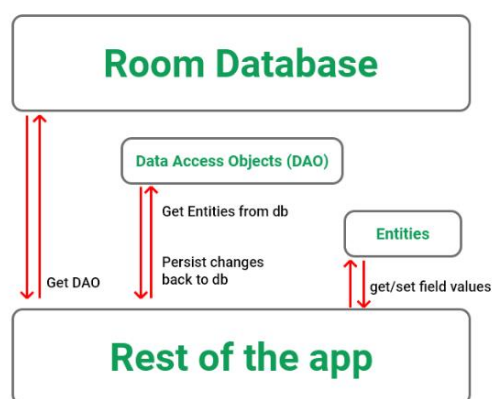 Room Database
Data Access Objects (DAO)
Get Entities from db
Entities
Persist changes
back to db
Get DAO
get/set field values
Rest of the app